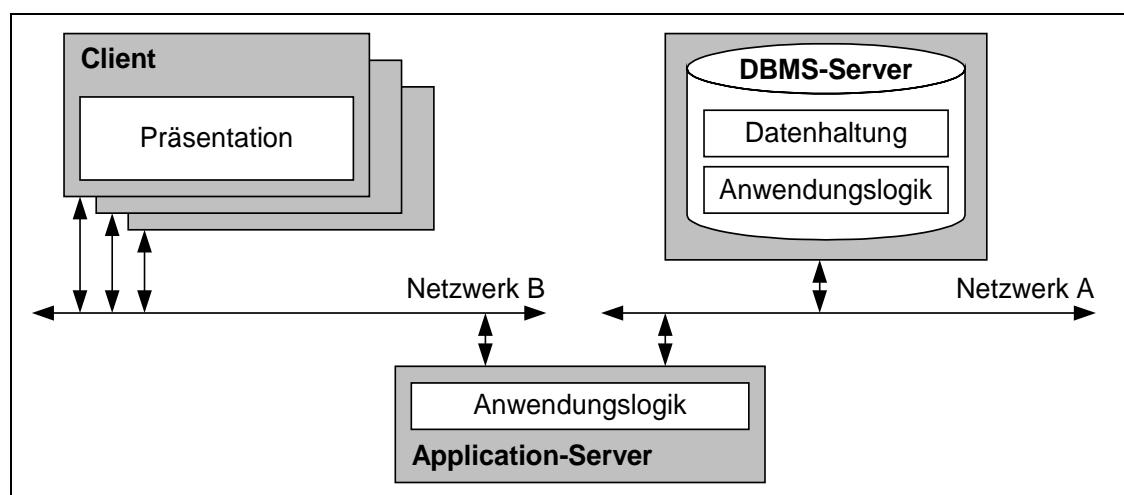 Client
Präsentation
DBMS-Server
Datenhaltung
Anwendungslogik
Netzwerk B
Netzwerk A
Anwendungslogik
Application-Server